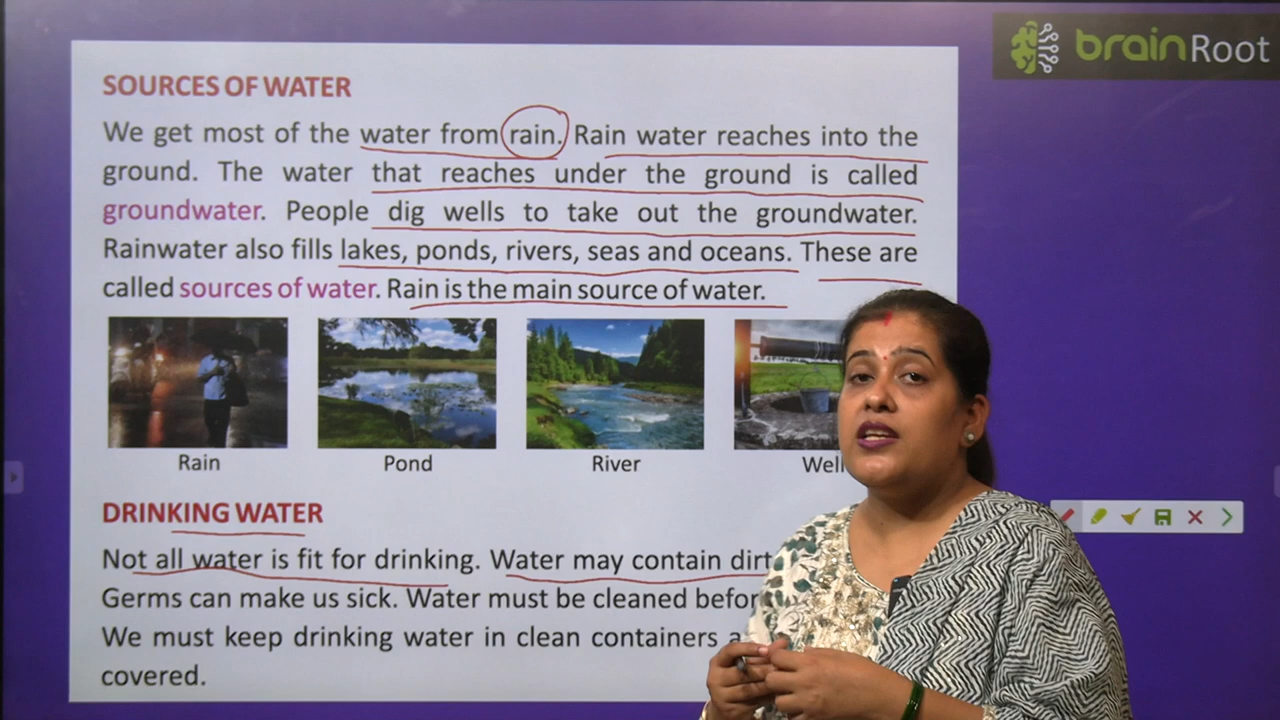 brainRoot
SOURCES OF WATER
We get most of the water from rain. Rain water reaches into the
ground. The water that reaches under the ground is called
groundwater. People dig wells to take out the groundwater.
Rainwater also fills lakes, ponds, rivers, seas and oceans. These are
called sources of water. Rain is the main source of water.
Rain Pond River Well
DRINKING WATER
Not all water is fit for drinking. Water may contain dirt
Germs can make us sick. Water must be cleaned
We must keep drinking water in clean containers
covered.